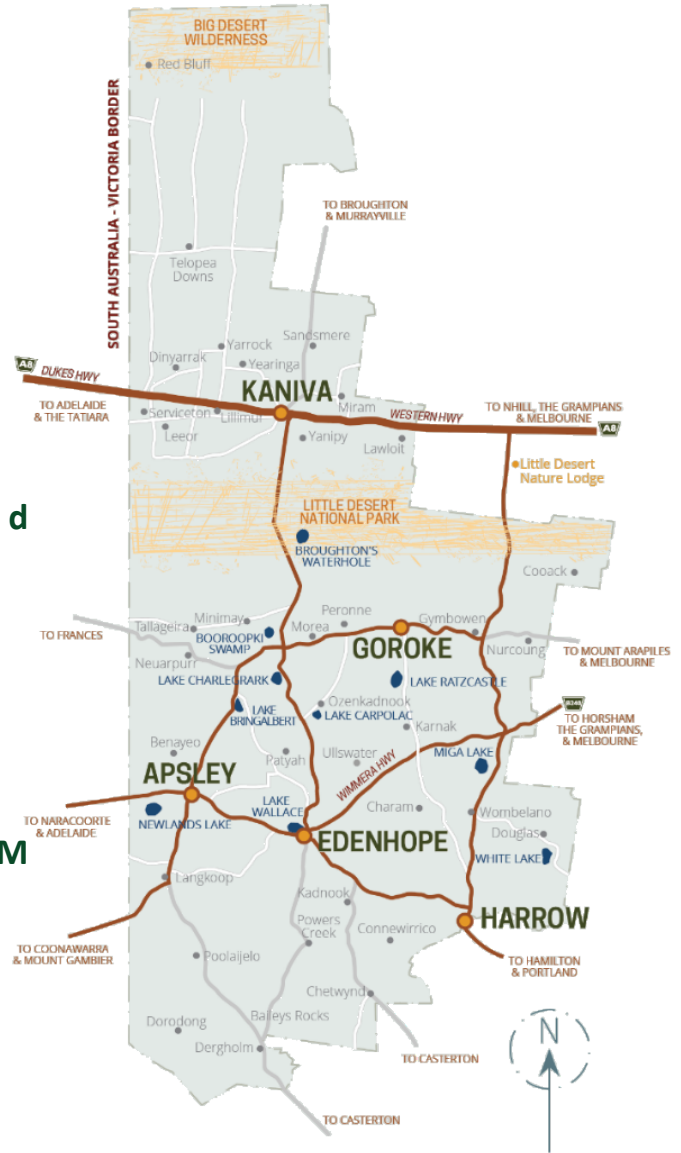 BIG DESERT
WILDERNESS
Red Bluff
SOUTH AUSTRALIA - VICTORIA BORDER
TO BROUGHTON
& MURRAYVILLE
Telopea
Downs
Sandsmere
Yarrock
Dinyarrak
Yearinga
A8
DUKES HWY
KANIVA
TO ADELAIDE
& THE TATIARA
Serviceton
Lillimur
Miram
WESTERN HWY
TO NHILL, THE GRAMPIANS
& MELBOURNE
A8
Leeor
Yanipy
Lawloit
Little Desert
Nature Lodge
d
LITTLE DESERT
NATIONAL PARK
BROUGHTON'S
WATERHOLE
Cooack
Peronne
Minimay
Tallageira
Morea
Gymbowen
TO FRANCES
BOOROOPKI
SWAMP
GOROKE
Nurcoung
TO MOUNT ARAPILES
& MELBOURNE
Neuarpurr
LAKE CHARLEGRARK
LAKE RATZCASTLE
LAKE
BRINGALBERT
Ozenkadnook
LAKE CARPOLAC
Karnak
TO HORSHAM
THE GRAMPIANS,
& MELBOURNE
Benayeo
Patyah
Ullswater
WIMMERA HWY
MIGA LAKE
APSLEY
LAKE
WALLACE
Charam
Wombelano
TO NARACOORTE
& ADELAIDE
NEWLANDS LAKE
EDENHOPE
Douglas
WHITE LAKE
M
Langkoop
Kadnook
HARROW
Powers
Creek
Connewirrico
TO COONAWARRA
& MOUNT GAMBIER
Poolaijelo
TO HAMILTON
& PORTLAND
Chetwynd
Dorodong
Baileys Rocks
N
Dergholm
TO CASTERTON
TO CASTERTON